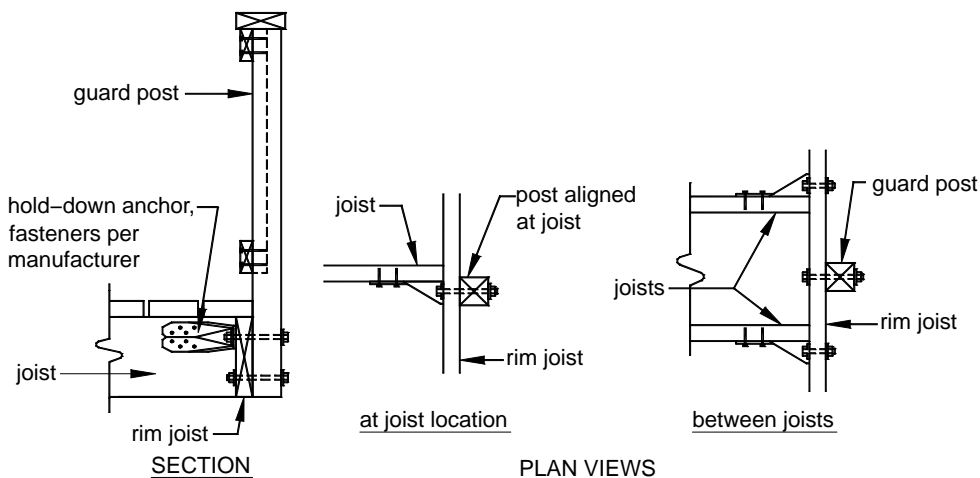 guard post
hold–down anchor,
fasteners per
manufacturer
joist
rim joist
SECTION
joist
post aligned
at joist
rim joist
at joist location
guard post
joists
rim joist
between joists
PLAN VIEWS